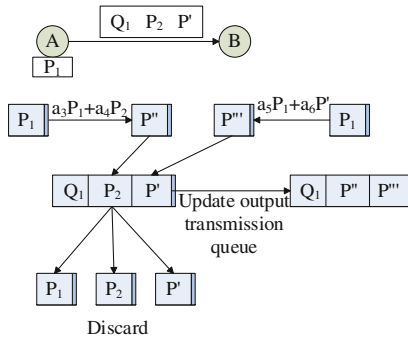 Q₁ P₂ P'
A B
P₁
P₁ a₃P₁+a₄P₂ P'' P''' a₅P₁+a₆P' P₁
Q₁ P₂ P' Q₁ P'' P'''
Update output
transmission
queue
P₁ P₂ P'
Discard